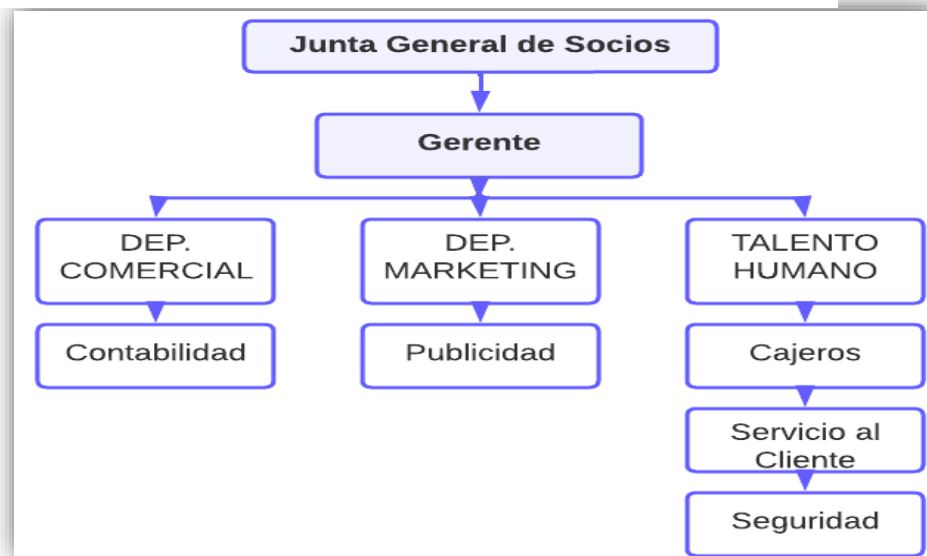 Junta General de Socios
Gerente
DEP.
COMERCIAL
DEP.
MARKETING
TALENTO
HUMANO
Contabilidad
Publicidad
Cajeros
Servicio al
Cliente
Seguridad